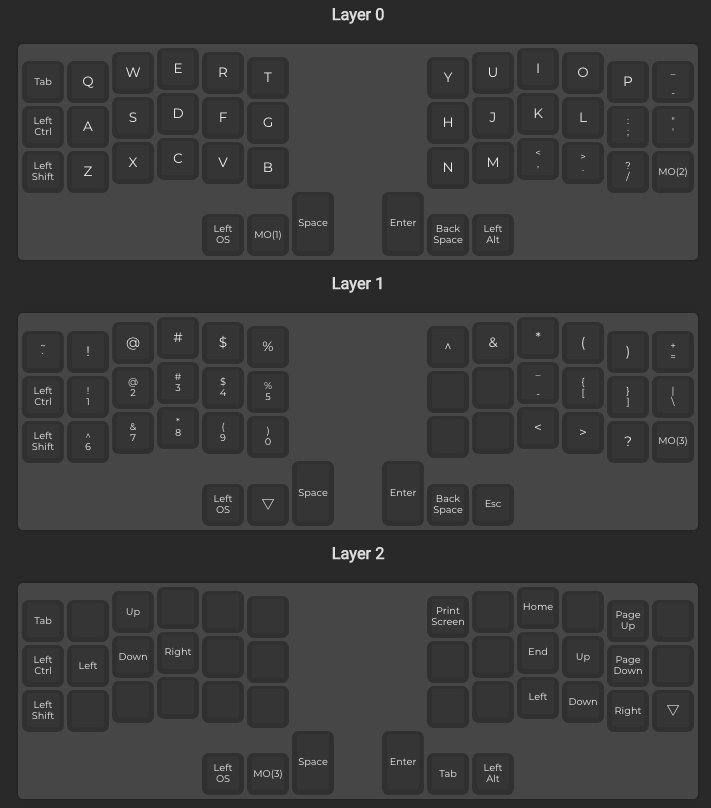 Layer 0
Tab Q W E R T Y U I O P _ -
Left Ctrl A S D F G H J K L : ; " '
Left Shift Z X C V B N M < , > . ? / MO(2)
Left OS MO(1) Space Enter Back Space Left Alt
Layer 1
~ ` ! @ # $ % ^ & * ( ) + =
Left Ctrl ! 1 @ 2 # 3 $ 4 % 5 _ - { [ } ] | \
Left Shift ^ 6 & 7 * 8 ( 9 ) 0 < > ? MO(3)
Left OS ▽ Space Enter Back Space Esc
Layer 2
Tab Up Print Screen Home Page Up
Left Ctrl Left Down Right End Up Page Down
Left Shift Left Down Right ▽
Left OS MO(3) Space Enter Tab Left Alt